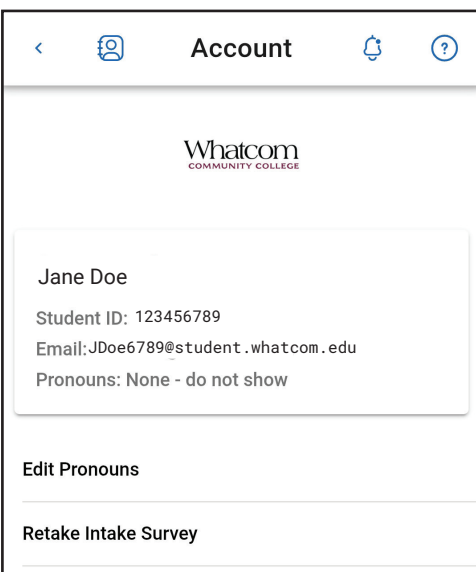 Account
Whatcom
COMMUNITY COLLEGE
Jane Doe
Student ID: 123456789
Email:JDoe6789@student.whatcom.edu
Pronouns: None - do not show
Edit Pronouns
Retake Intake Survey